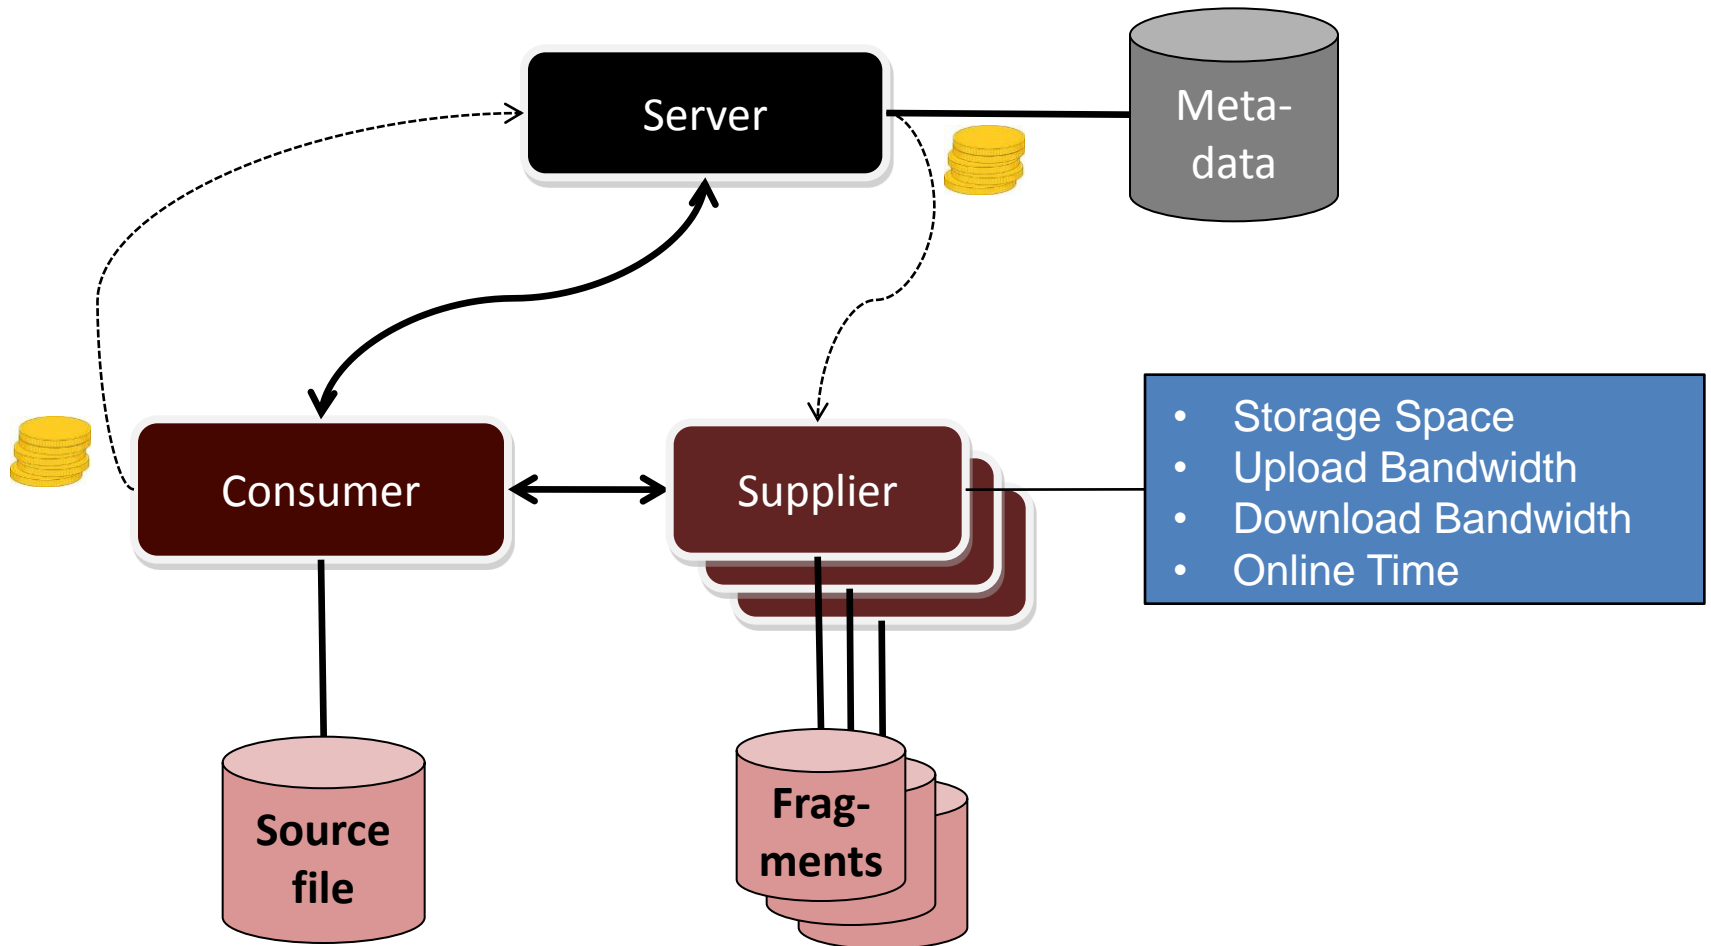 Server
Meta-
data
Consumer
Supplier
• Storage Space
• Upload Bandwidth
• Download Bandwidth
• Online Time
Source
file
Frag-
ments